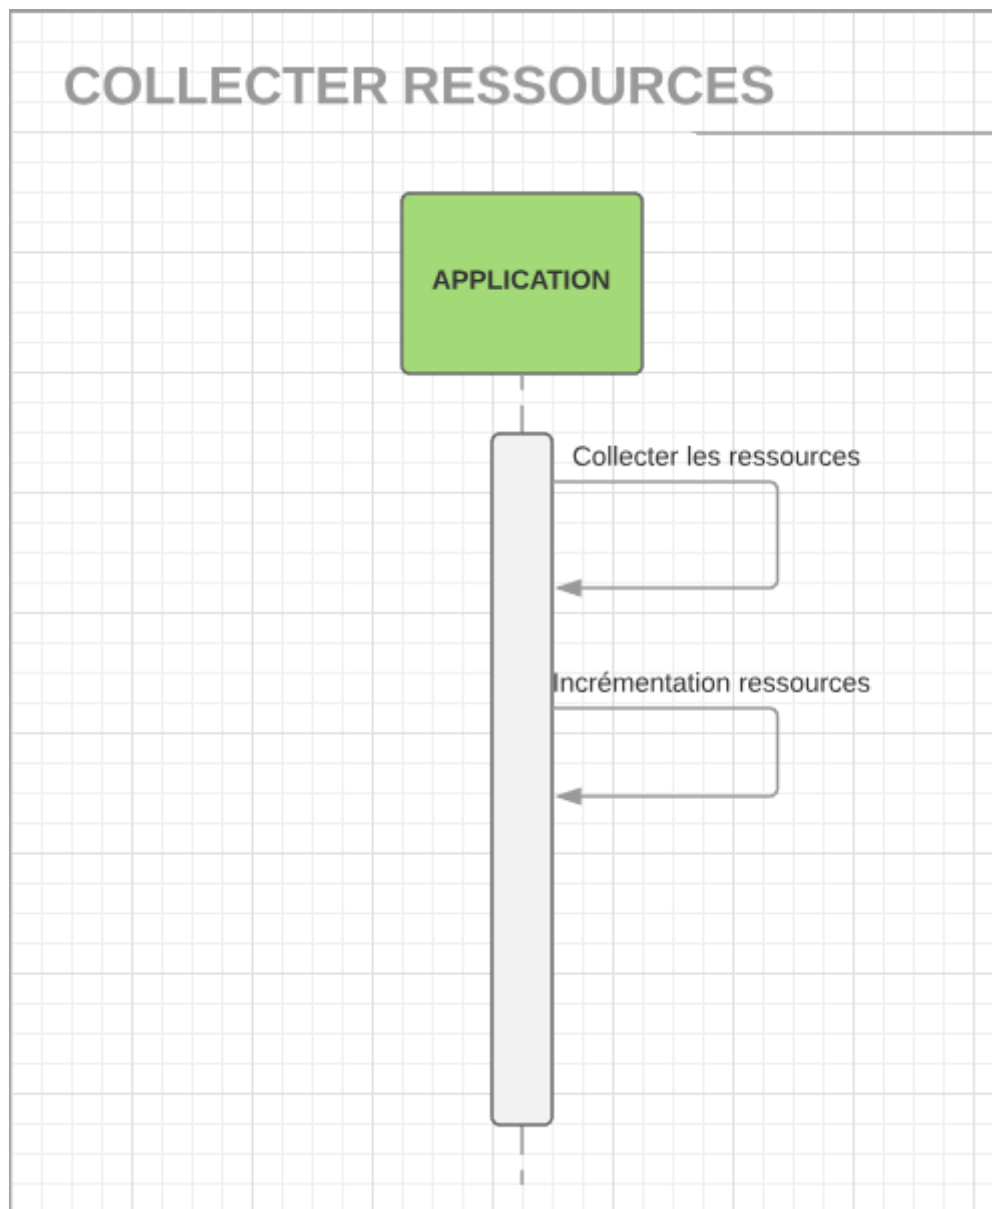 COLLECTER RESSOURCES
APPLICATION
Collecter les ressources
Incrémentation ressources